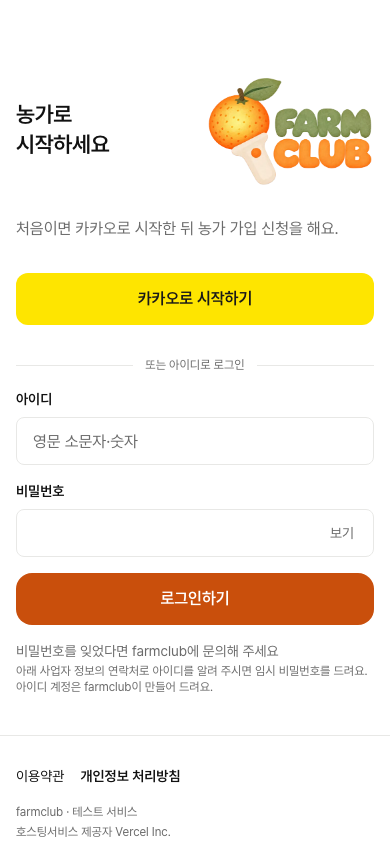 농가로
시작하세요
FARM
CLUB
처음이면 카카오로 시작한 뒤 농가 가입 신청을 해요.
카카오로 시작하기
또는 아이디로 로그인
아이디
영문 소문자·숫자
비밀번호
보기
로그인하기
비밀번호를 잊었다면 farmclub에 문의해 주세요
아래 사업자 정보의 연락처로 아이디를 알려 주시면 임시 비밀번호를 드려요.
아이디 계정은 farmclub이 만들어 드려요.
이용약관 개인정보 처리방침
farmclub · 테스트 서비스
호스팅서비스 제공자 Vercel Inc.